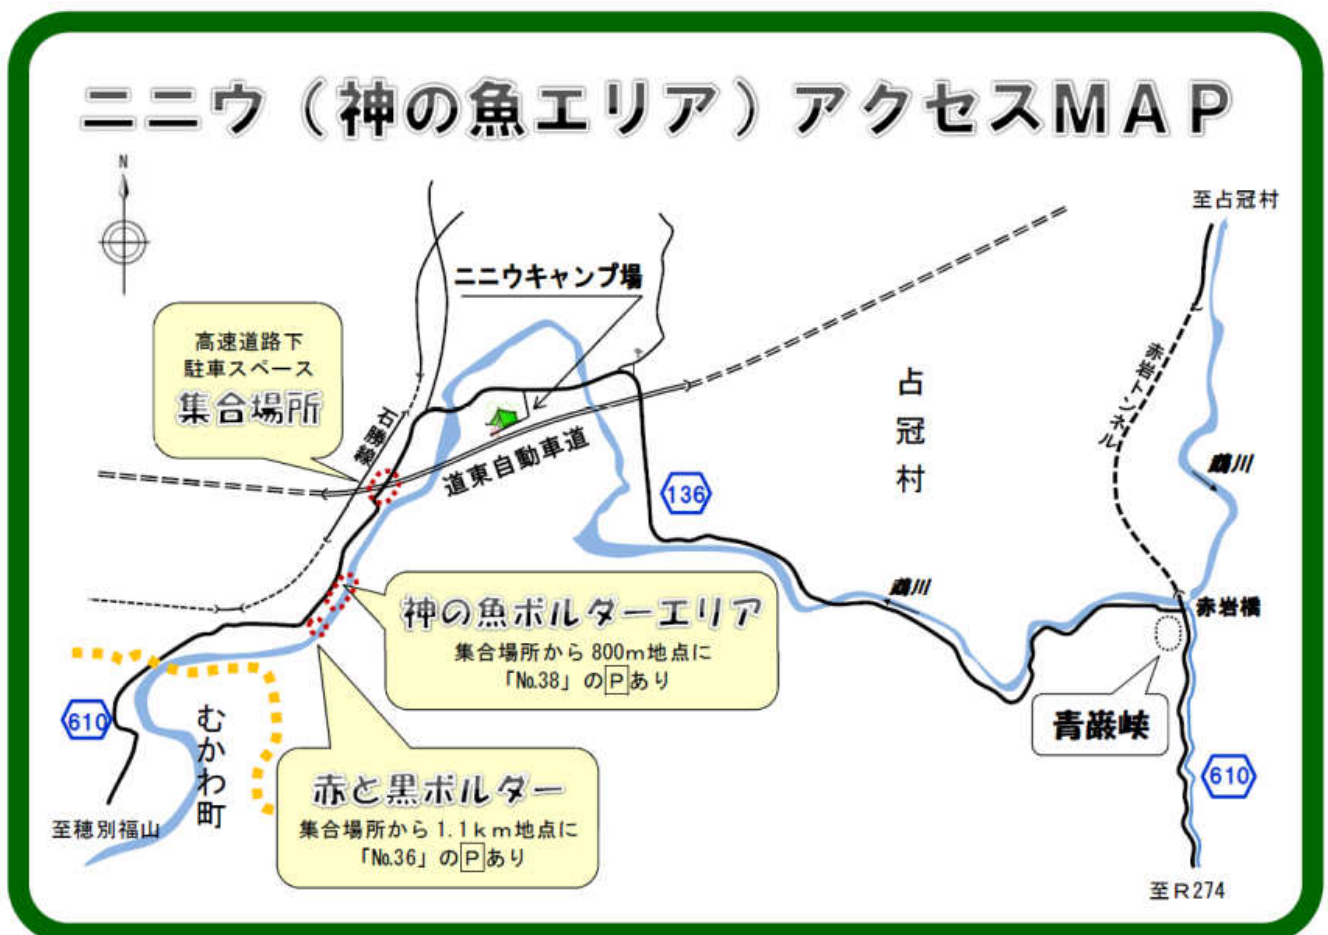 ニニウ（神の魚エリア）アクセスMAP
N
至占冠村
ニニウキャンプ場
高速道路下
駐車スペース
集合場所
石勝線
道東自動車道
占冠村
赤岩トンネル
鵡川
136
鵡川
赤岩橋
神の魚ボルダーエリア
集合場所から800m地点に
「No.38」のPあり
青巌峡
610
むかわ町
610
赤と黒ボルダー
集合場所から1.1km地点に
「No.36」のPあり
至穂別福山
至R274